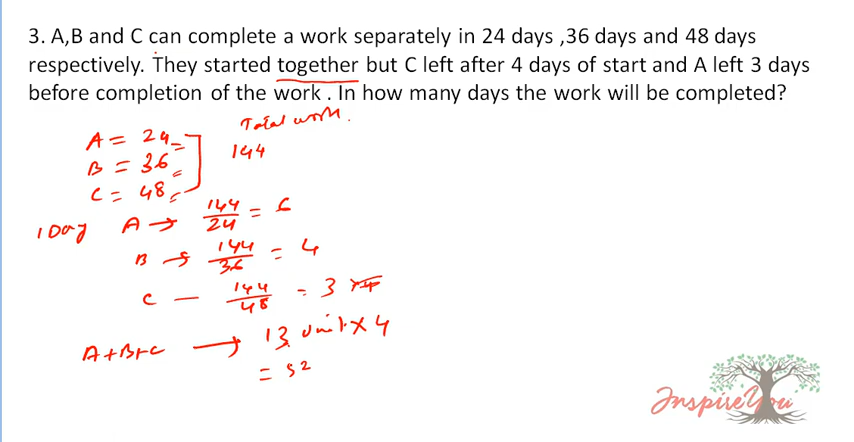 3. A,B and C can complete a work separately in 24 days ,36 days and 48 days
respectively. They started together but C left after 4 days of start and A left 3 days
before completion of the work . In how many days the work will be completed?
Total work.
A = 24
B = 36
C = 48
144
1 Day A → 144/24 = 6
B → 144/36 = 4
C — 144/48 = 3
A+B+C → 13 unit × 4
= 52
InspireYou